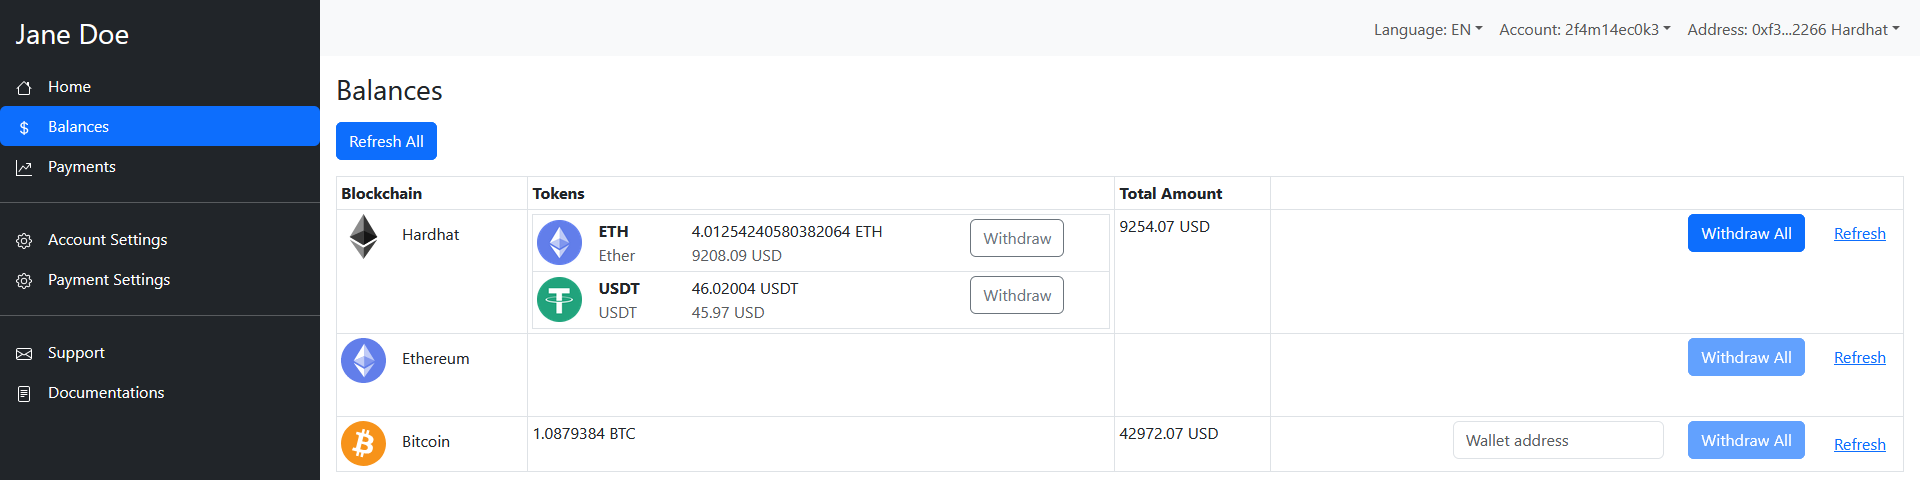 Jane Doe
Home
Balances
Payments
Account Settings
Payment Settings
Support
Documentations
Language: EN Account: 2f4m14ec0k3 Address: 0xf3...2266 Hardhat
Balances
Refresh All
Blockchain Tokens Total Amount
Hardhat
ETH 4.01254240580382064 ETH Withdraw
Ether 9208.09 USD
USDT 46.02004 USDT Withdraw
USDT 45.97 USD
9254.07 USD Withdraw All Refresh
Ethereum Withdraw All Refresh
Bitcoin 1.0879384 BTC 42972.07 USD Wallet address Withdraw All Refresh